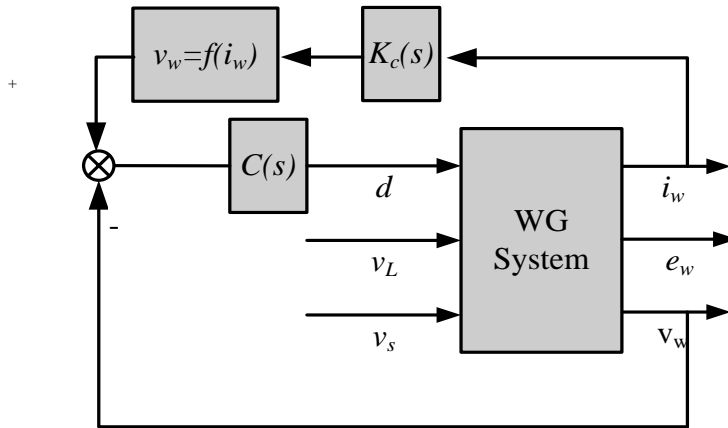 v_w=f(i_w)
K_c(s)
+
C(s)
d
i_w
WG
System
-
v_L
e_w
v_s
v_w